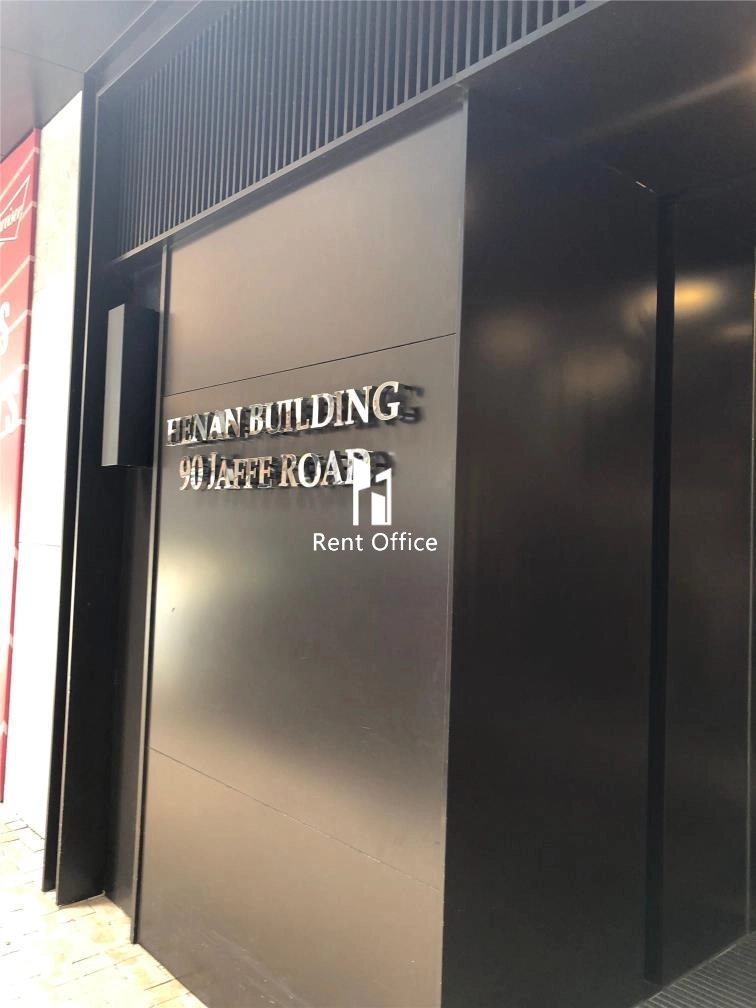 HENAN BUILDING
90 JAFFE ROAD
Rent Office